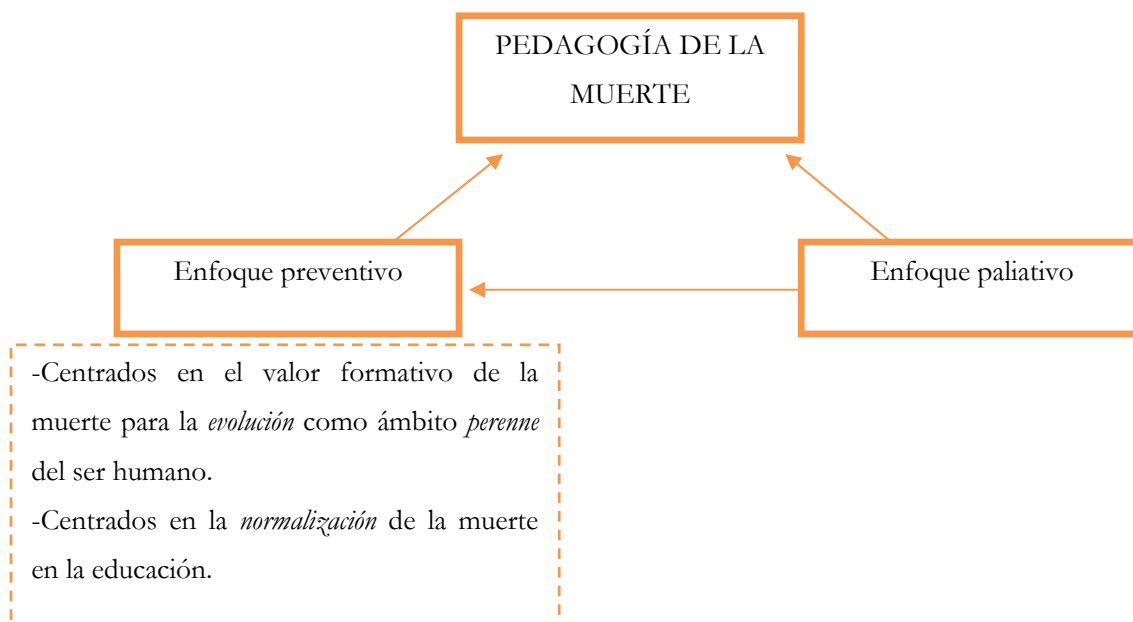 PEDAGOGÍA DE LA
MUERTE
Enfoque preventivo
Enfoque paliativo
-Centrados en el valor formativo de la
muerte para la evolución como ámbito perenne
del ser humano.
-Centrados en la normalización de la muerte
en la educación.